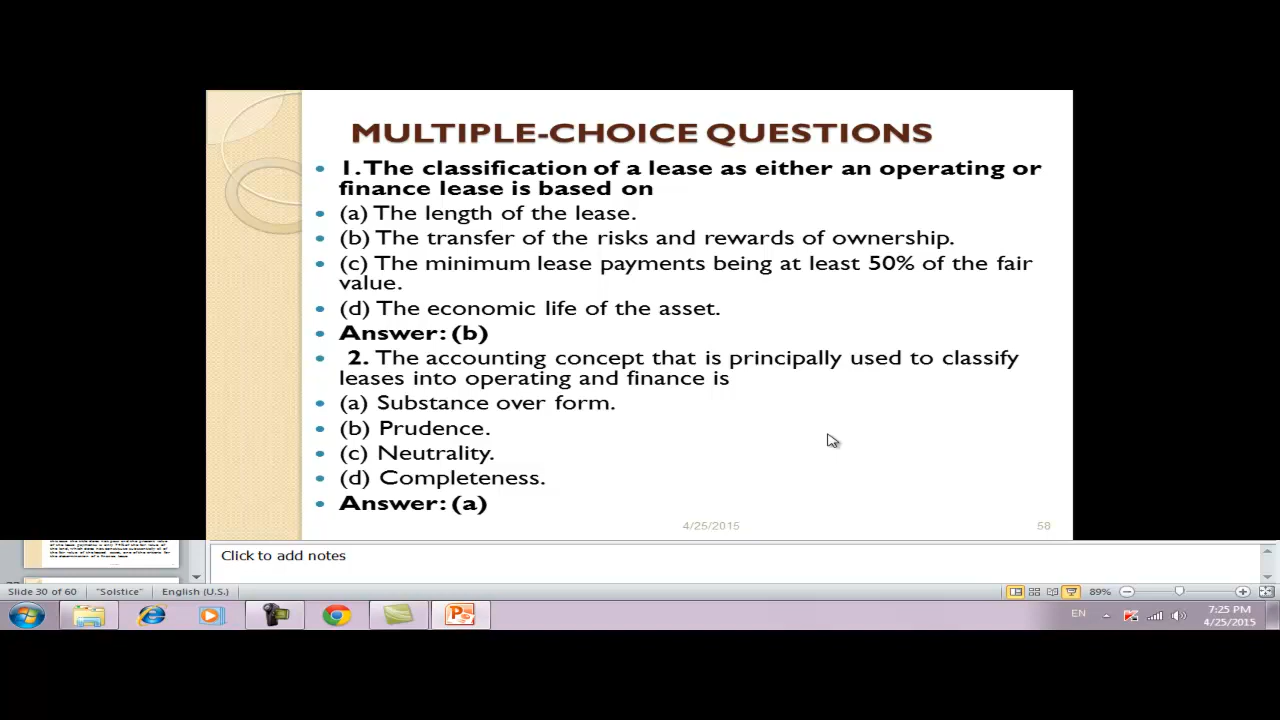 MULTIPLE-CHOICE QUESTIONS
1. The classification of a lease as either an operating or
finance lease is based on
(a) The length of the lease.
(b) The transfer of the risks and rewards of ownership.
(c) The minimum lease payments being at least 50% of the fair
value.
(d) The economic life of the asset.
Answer: (b)
2. The accounting concept that is principally used to classify
leases into operating and finance is
(a) Substance over form.
(b) Prudence.
(c) Neutrality.
(d) Completeness.
Answer: (a)
4/25/2015 58
Click to add notes
Slide 30 of 60 "Solstice" English (U.S.) 89%
EN 7:25 PM
4/25/2015